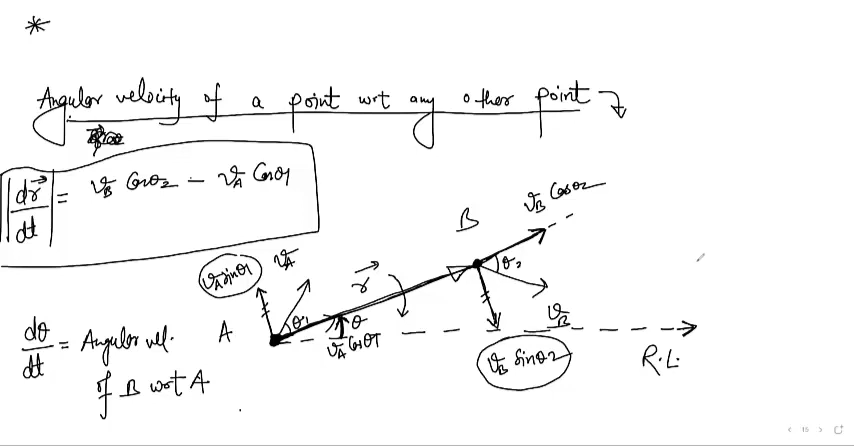 *
Angular velocity of a point wrt any other point
|dr⃗/dt| = v_B Cosθ2 − v_A Cosθ1
B
v_B Cosθ2
v_A sinθ1
v_A
r⃗
θ2
dθ/dt = Angular vel.
of B wrt A
A
θ1
θ
v_A Cosθ1
v_B
v_B Sinθ2
R.L.
< 15 >